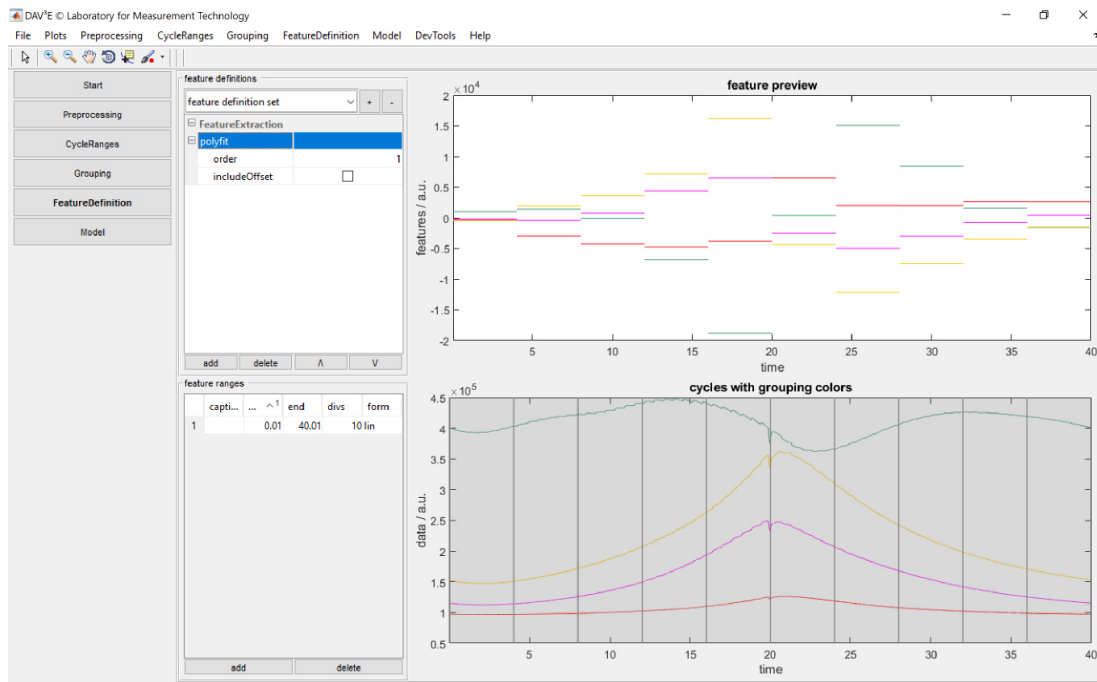 DAV³E © Laboratory for Measurement Technology
File Plots Preprocessing CycleRanges Grouping FeatureDefinition Model DevTools Help
Start
Preprocessing
CycleRanges
Grouping
FeatureDefinition
Model
feature definitions
feature definition set
+ -
FeatureExtraction
polyfit
order 1
includeOffset
add delete Λ V
feature ranges
capti... ... ^1 end divs form
1 0.01 40.01 10 lin
add delete
feature preview
× 10^4
2
1.5
1
0.5
0
-0.5
-1
-1.5
-2
features / a.u.
5 10 15 20 25 30 35 40
time
cycles with grouping colors
× 10^5
4.5
4
3.5
3
2.5
2
1.5
1
0.5
data / a.u.
5 10 15 20 25 30 35 40
time